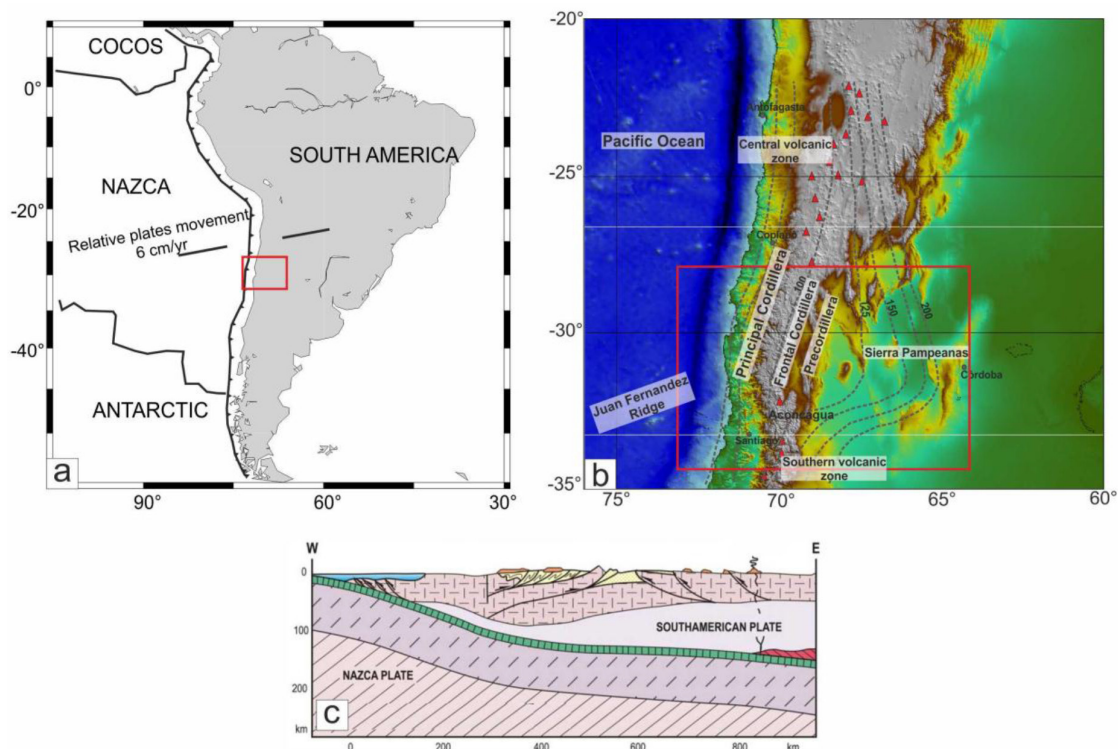 COCOS
0°
SOUTH AMERICA
NAZCA
-20°
Relative plates movement
6 cm/yr
-40°
ANTARCTIC
a
90°
60°
30°
-20°
Antofagasta
Pacific Ocean
Central volcanic
zone
-25°
Copiapó
Principal Cordillera
100
Frontal Cordillera
Precordillera
125
150
200
-30°
Sierra Pampeanas
Córdoba
Juan Fernandez
Ridge
Aconcagua
Santiago
Southern volcanic
zone
b
-35°
75°
70°
65°
60°
W
E
0
SOUTHAMERICAN PLATE
100
NAZCA PLATE
200
km
C
0
200
400
600
800
km